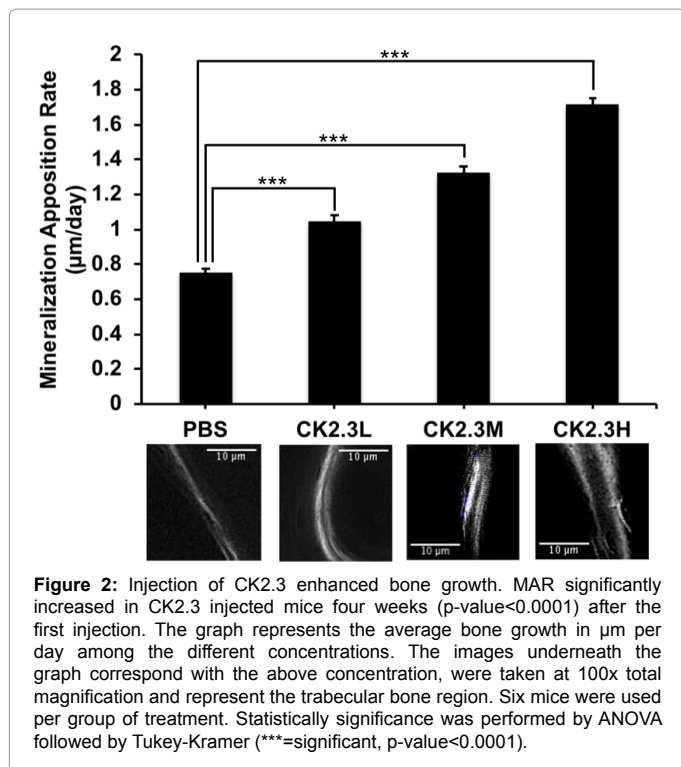 2
1.8
1.6
1.4
1.2
1
0.8
0.6
0.4
0.2
0
Mineralization Apposition Rate
(µm/day)
***
***
***
PBS CK2.3L CK2.3M CK2.3H
10 µm 10 µm 10 µm 10 µm
Figure 2: Injection of CK2.3 enhanced bone growth. MAR significantly
increased in CK2.3 injected mice four weeks (p-value<0.0001) after the
first injection. The graph represents the average bone growth in µm per
day among the different concentrations. The images underneath the
graph correspond with the above concentration, were taken at 100x total
magnification and represent the trabecular bone region. Six mice were used
per group of treatment. Statistically significance was performed by ANOVA
followed by Tukey-Kramer (***=significant, p-value<0.0001).